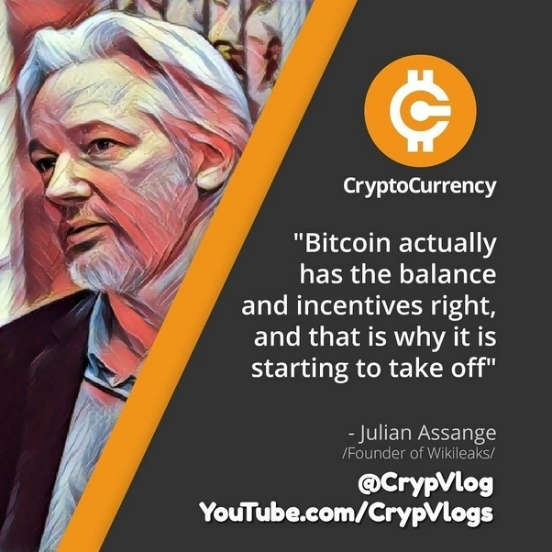 CryptoCurrency
"Bitcoin actually
has the balance
and incentives right,
and that is why it is
starting to take off"
- Julian Assange
/Founder of Wikileaks/
@CrypVlog
YouTube.com/CrypVlogs